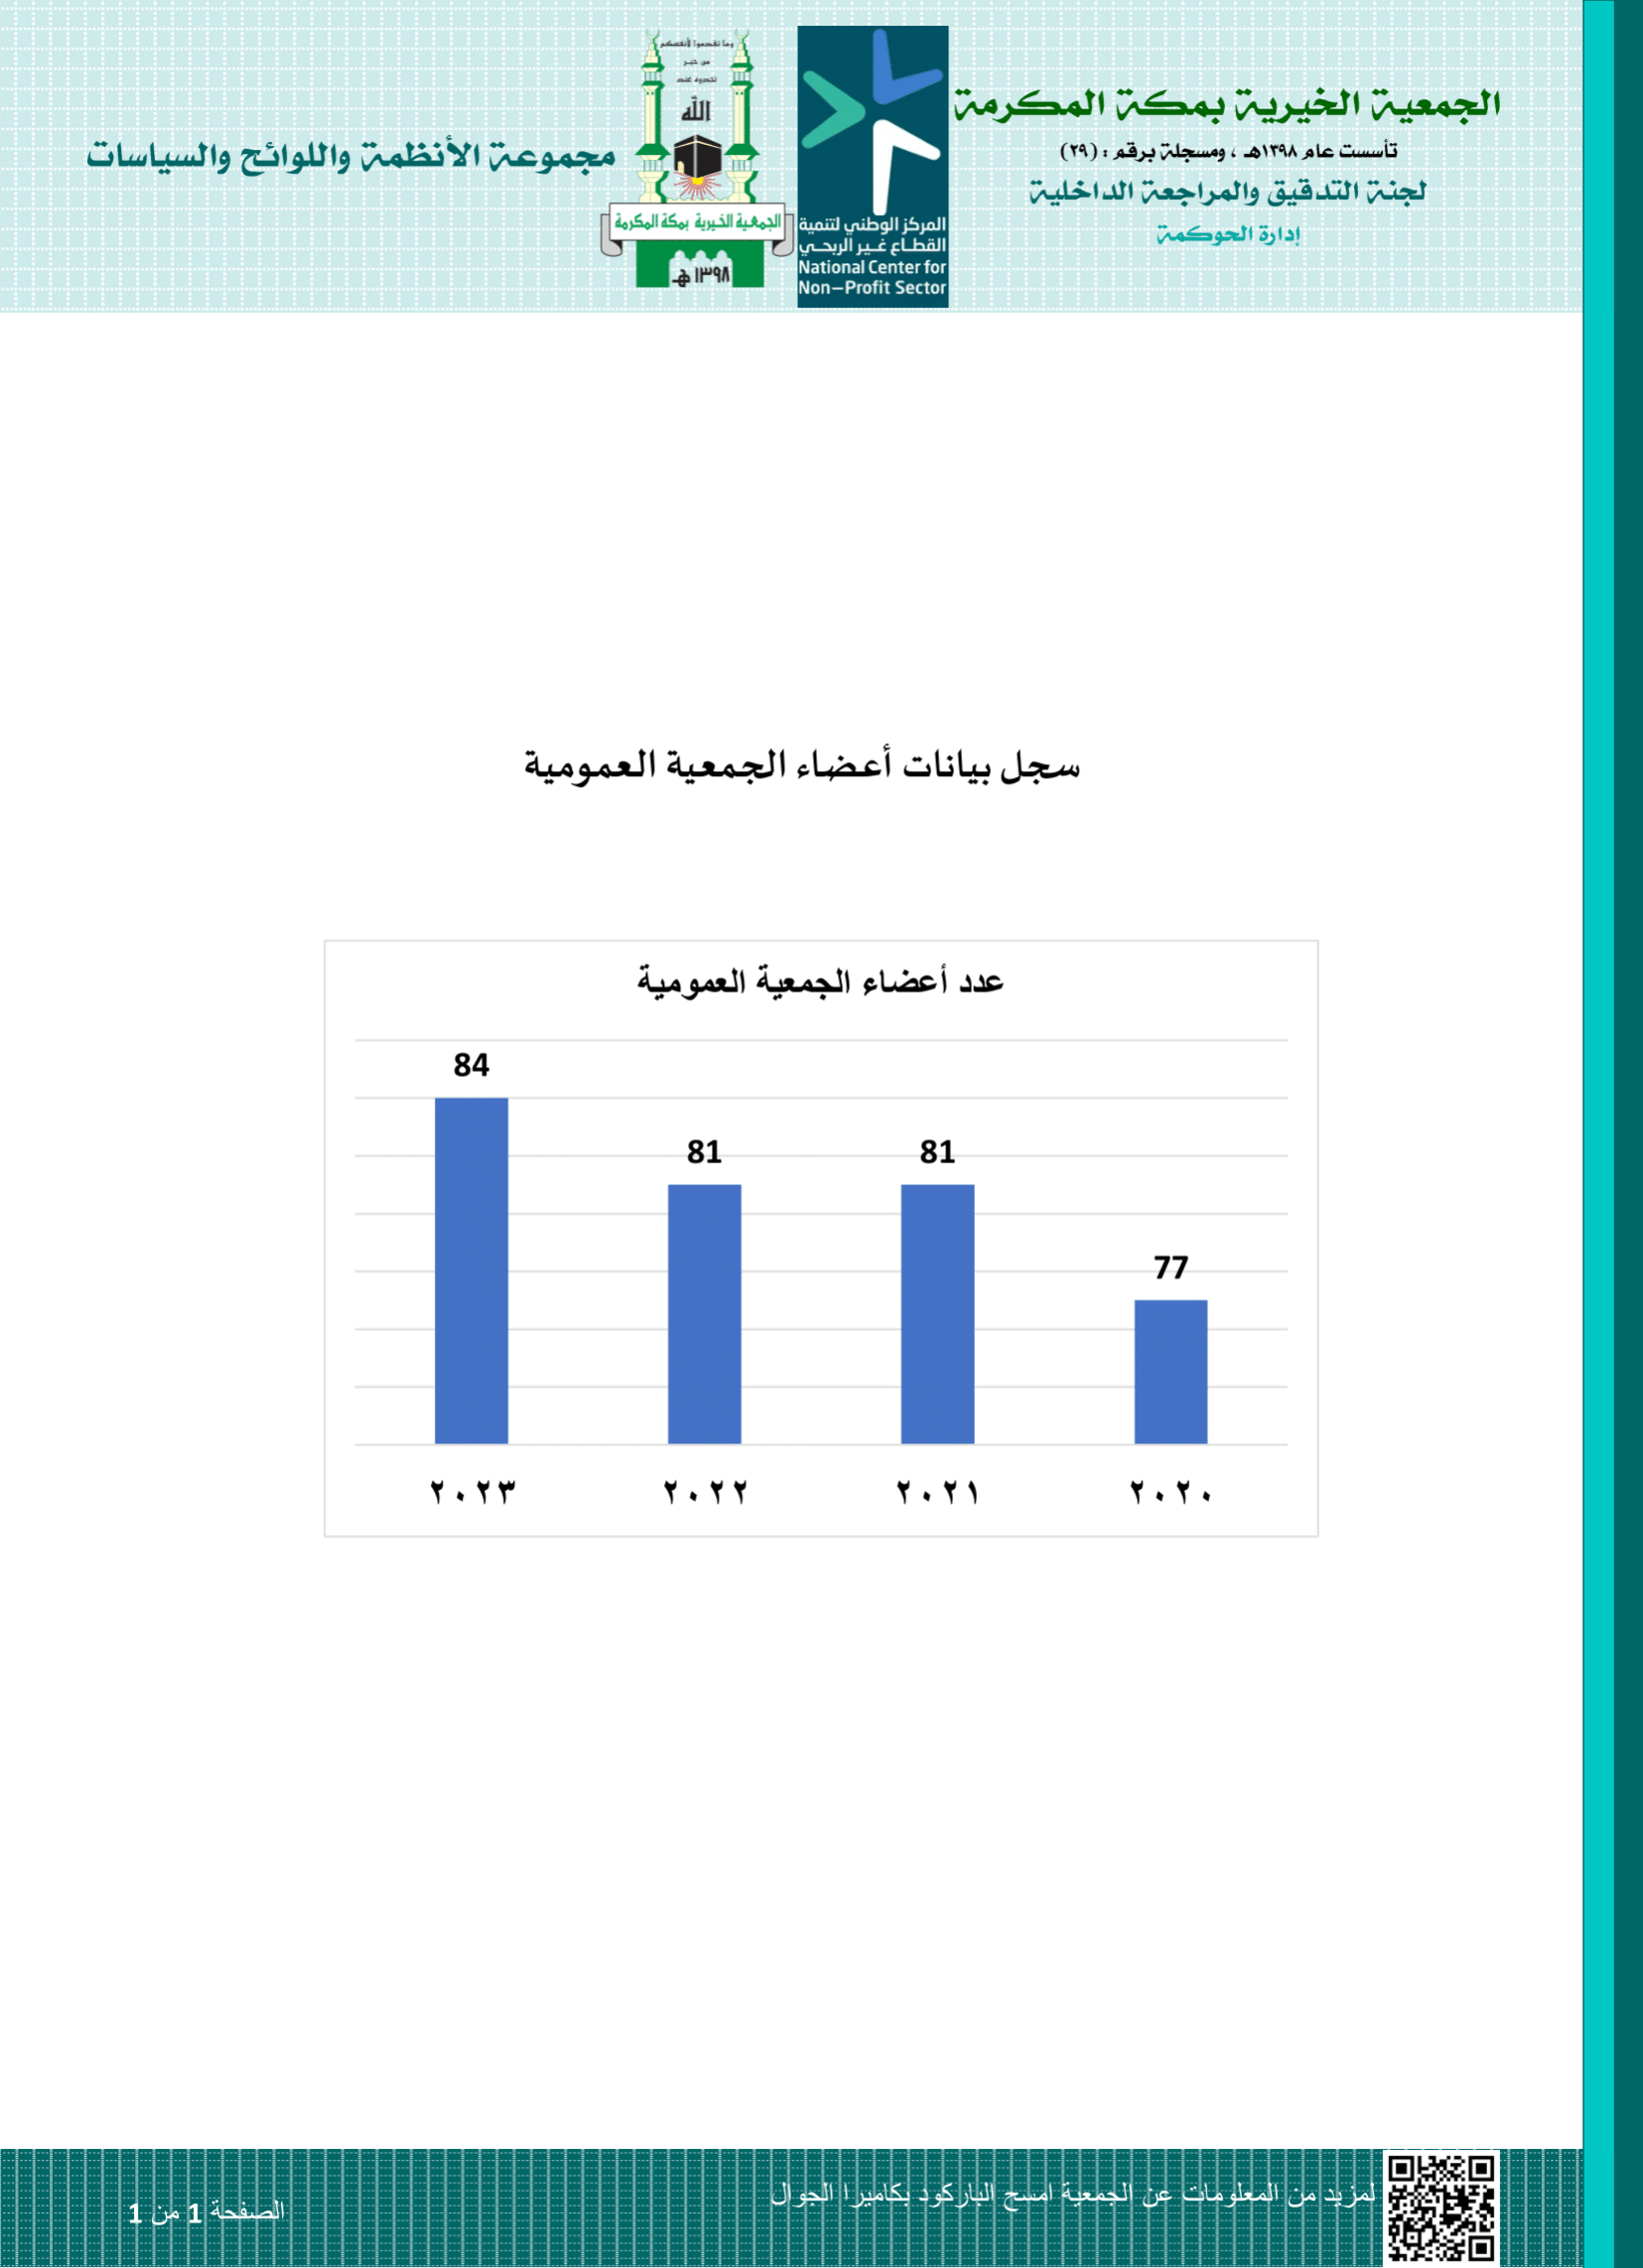 الجمعية الخيرية بمكة المكرمة
تأسست عام ١٣٩٨هـ ، ومسجلة برقم : (٢٩)
لجنة التدقيق والمراجعة الداخلية
إدارة الحوكمة
المركز الوطني لتنمية
القطاع غير الربحي
National Center for
Non–Profit Sector
وما تقدموا لأنفسكم
من خير
تجدوه عند
الله
الجمعية الخيرية بمكة المكرمة
١٣٩٨ هـ
مجموعة الأنظمة واللوائح والسياسات
سجل بيانات أعضاء الجمعية العمومية
عدد أعضاء الجمعية العمومية
84
81
81
77
٢٠٢٠
٢٠٢١
٢٠٢٢
٢٠٢٣
لمزيد من المعلومات عن الجمعية امسح الباركود بكاميرا الجوال
الصفحة 1 من 1